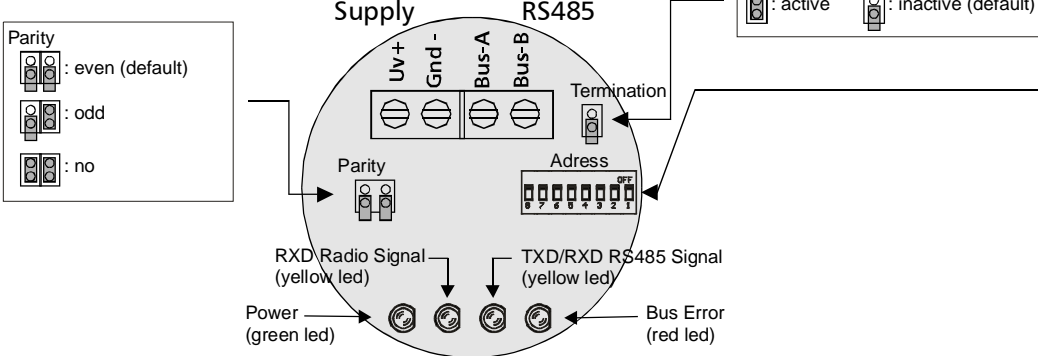 Supply RS485
: active : inactive (default)
Parity
: even (default)
: odd
: no
Uv+
Gnd -
Bus-A
Bus-B
Termination
Parity
Adress
OFF
8 7 6 5 4 3 2 1
RXD Radio Signal
(yellow led)
TXD/RXD RS485 Signal
(yellow led)
Power
(green led)
Bus Error
(red led)